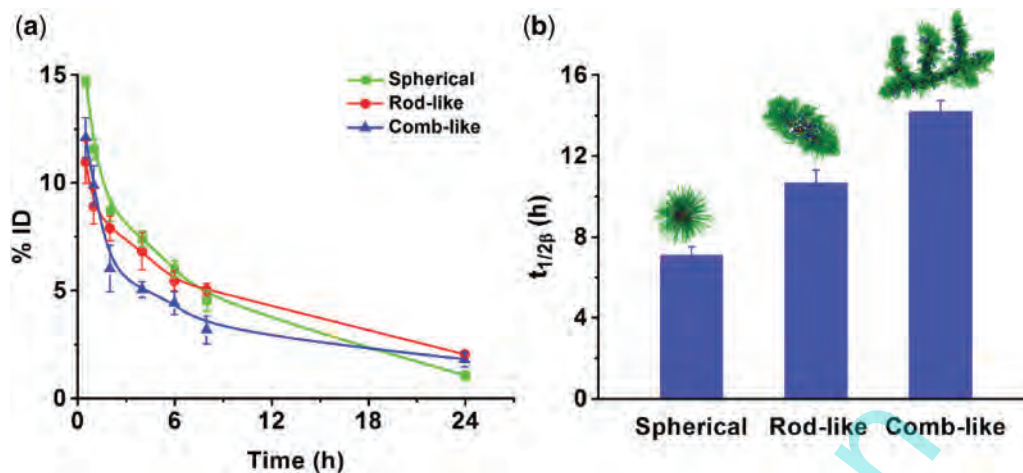 (a)
(b)
15
10
5
0
% ID
0
6
12
18
24
Time (h)
Spherical
Rod-like
Comb-like
16
12
8
4
0
t1/2β (h)
Spherical
Rod-like
Comb-like